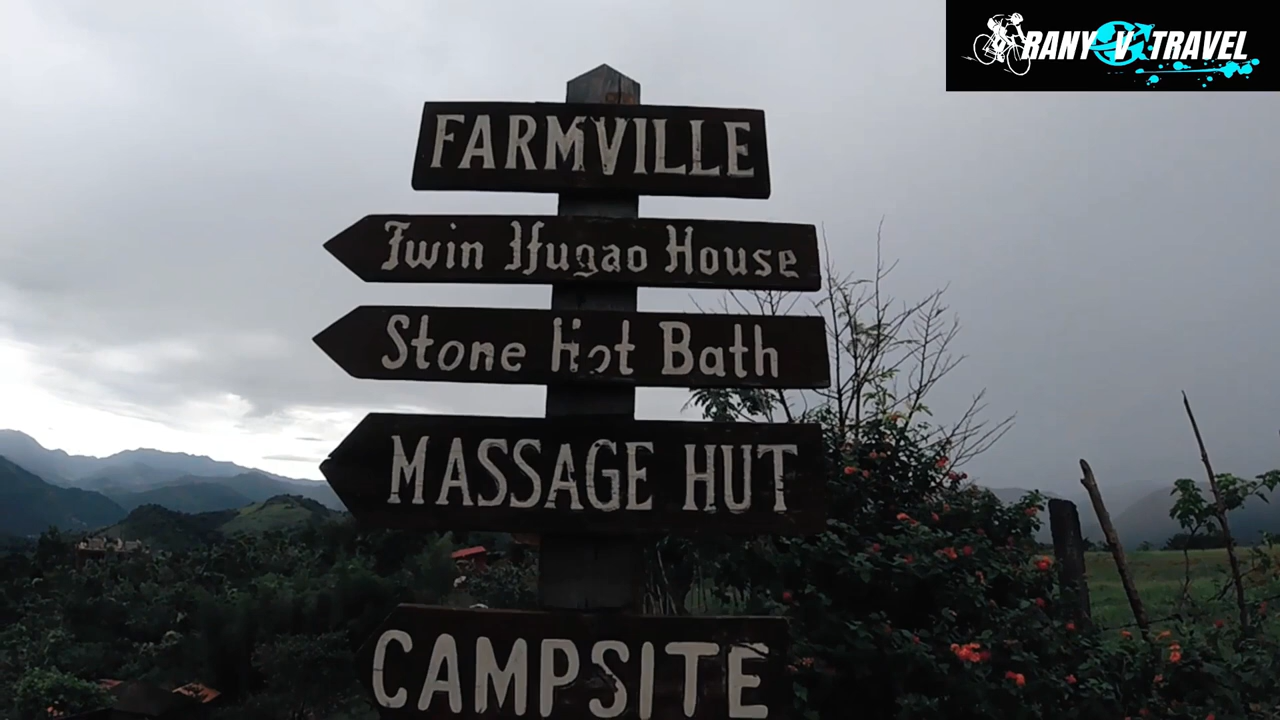 RANY V TRAVEL
FARMVILLE
Twin Ifugao House
Stone Hot Bath
MASSAGE HUT
CAMPSITE